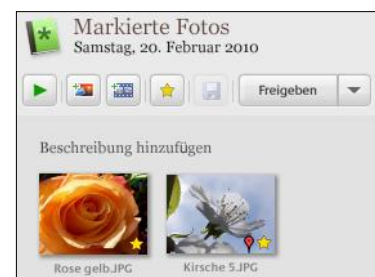 Markierte Fotos
Samstag, 20. Februar 2010
Freigeben
Beschreibung hinzufügen
Rose gelb.JPG
Kirsche 5.JPG